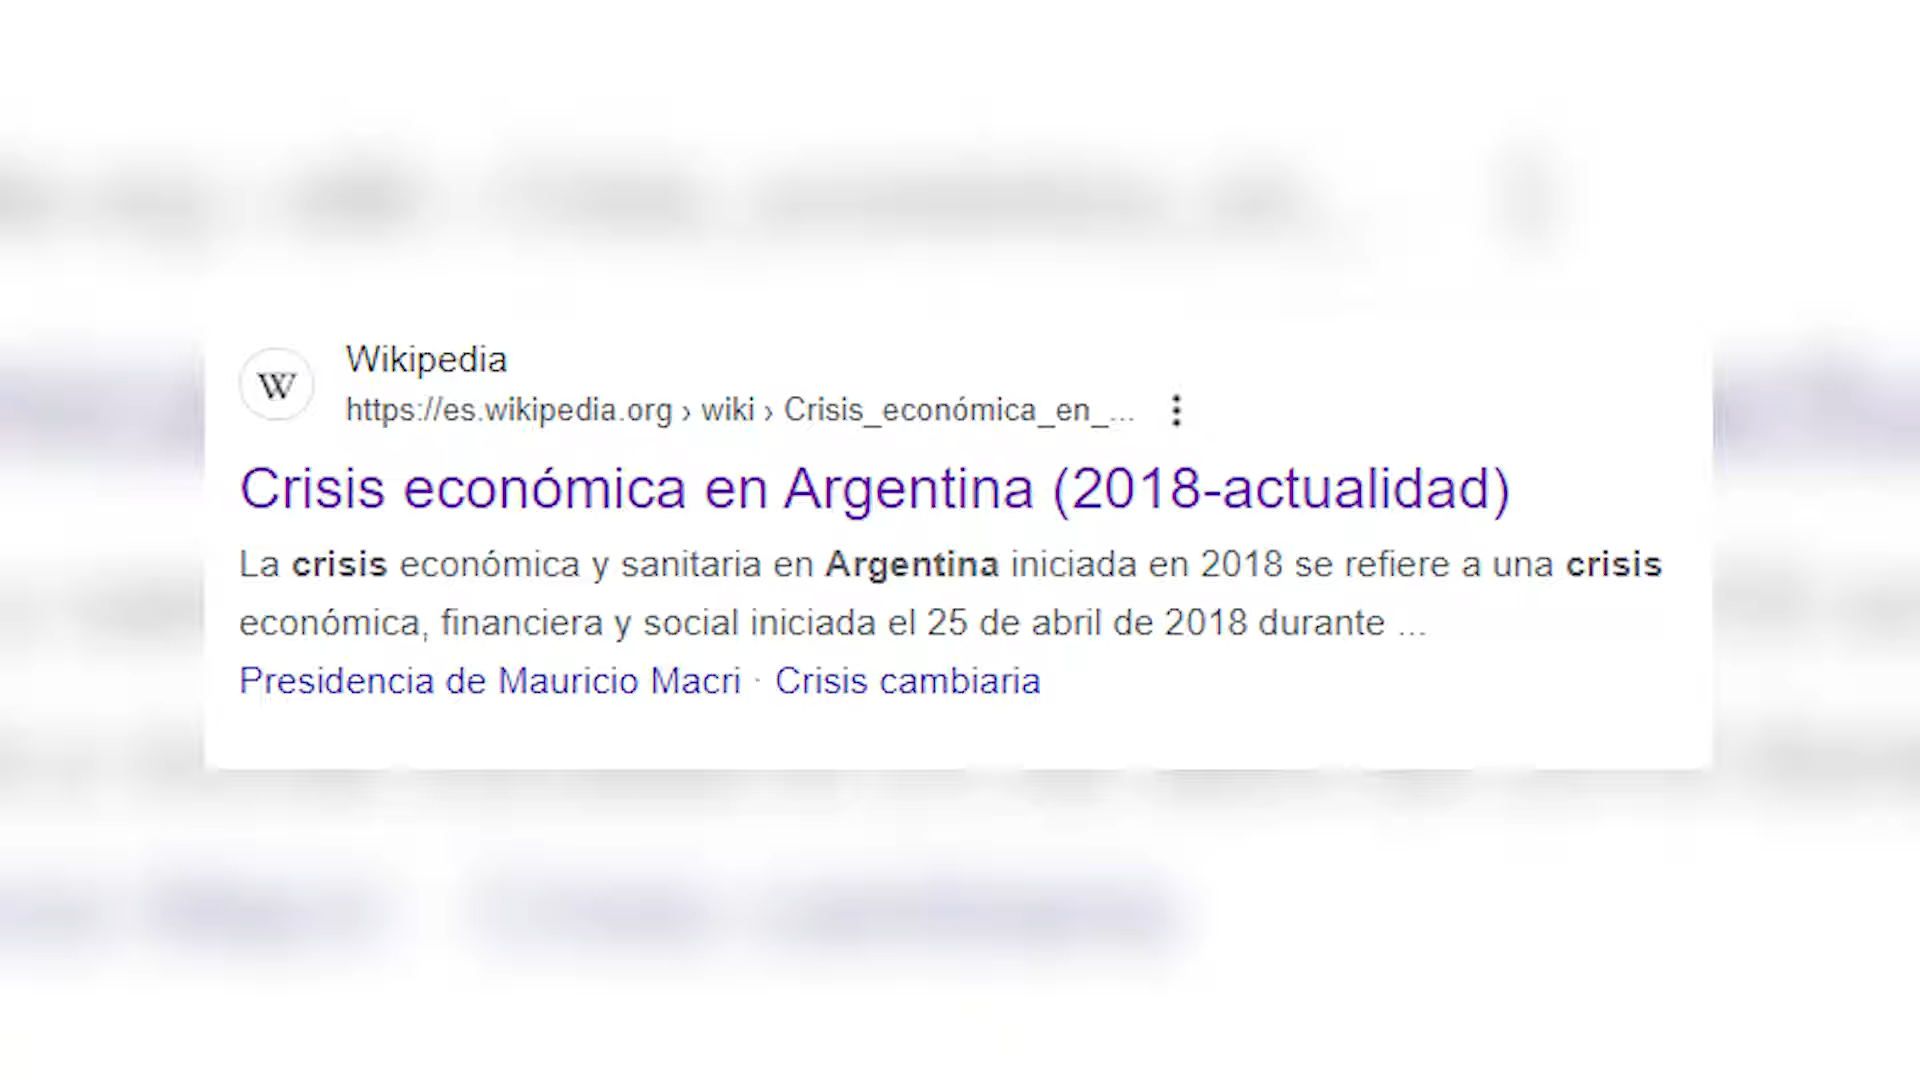 W
Wikipedia
https://es.wikipedia.org › wiki › Crisis_económica_en_...
Crisis económica en Argentina (2018-actualidad)
La crisis económica y sanitaria en Argentina iniciada en 2018 se refiere a una crisis
económica, financiera y social iniciada el 25 de abril de 2018 durante ...
Presidencia de Mauricio Macri · Crisis cambiaria